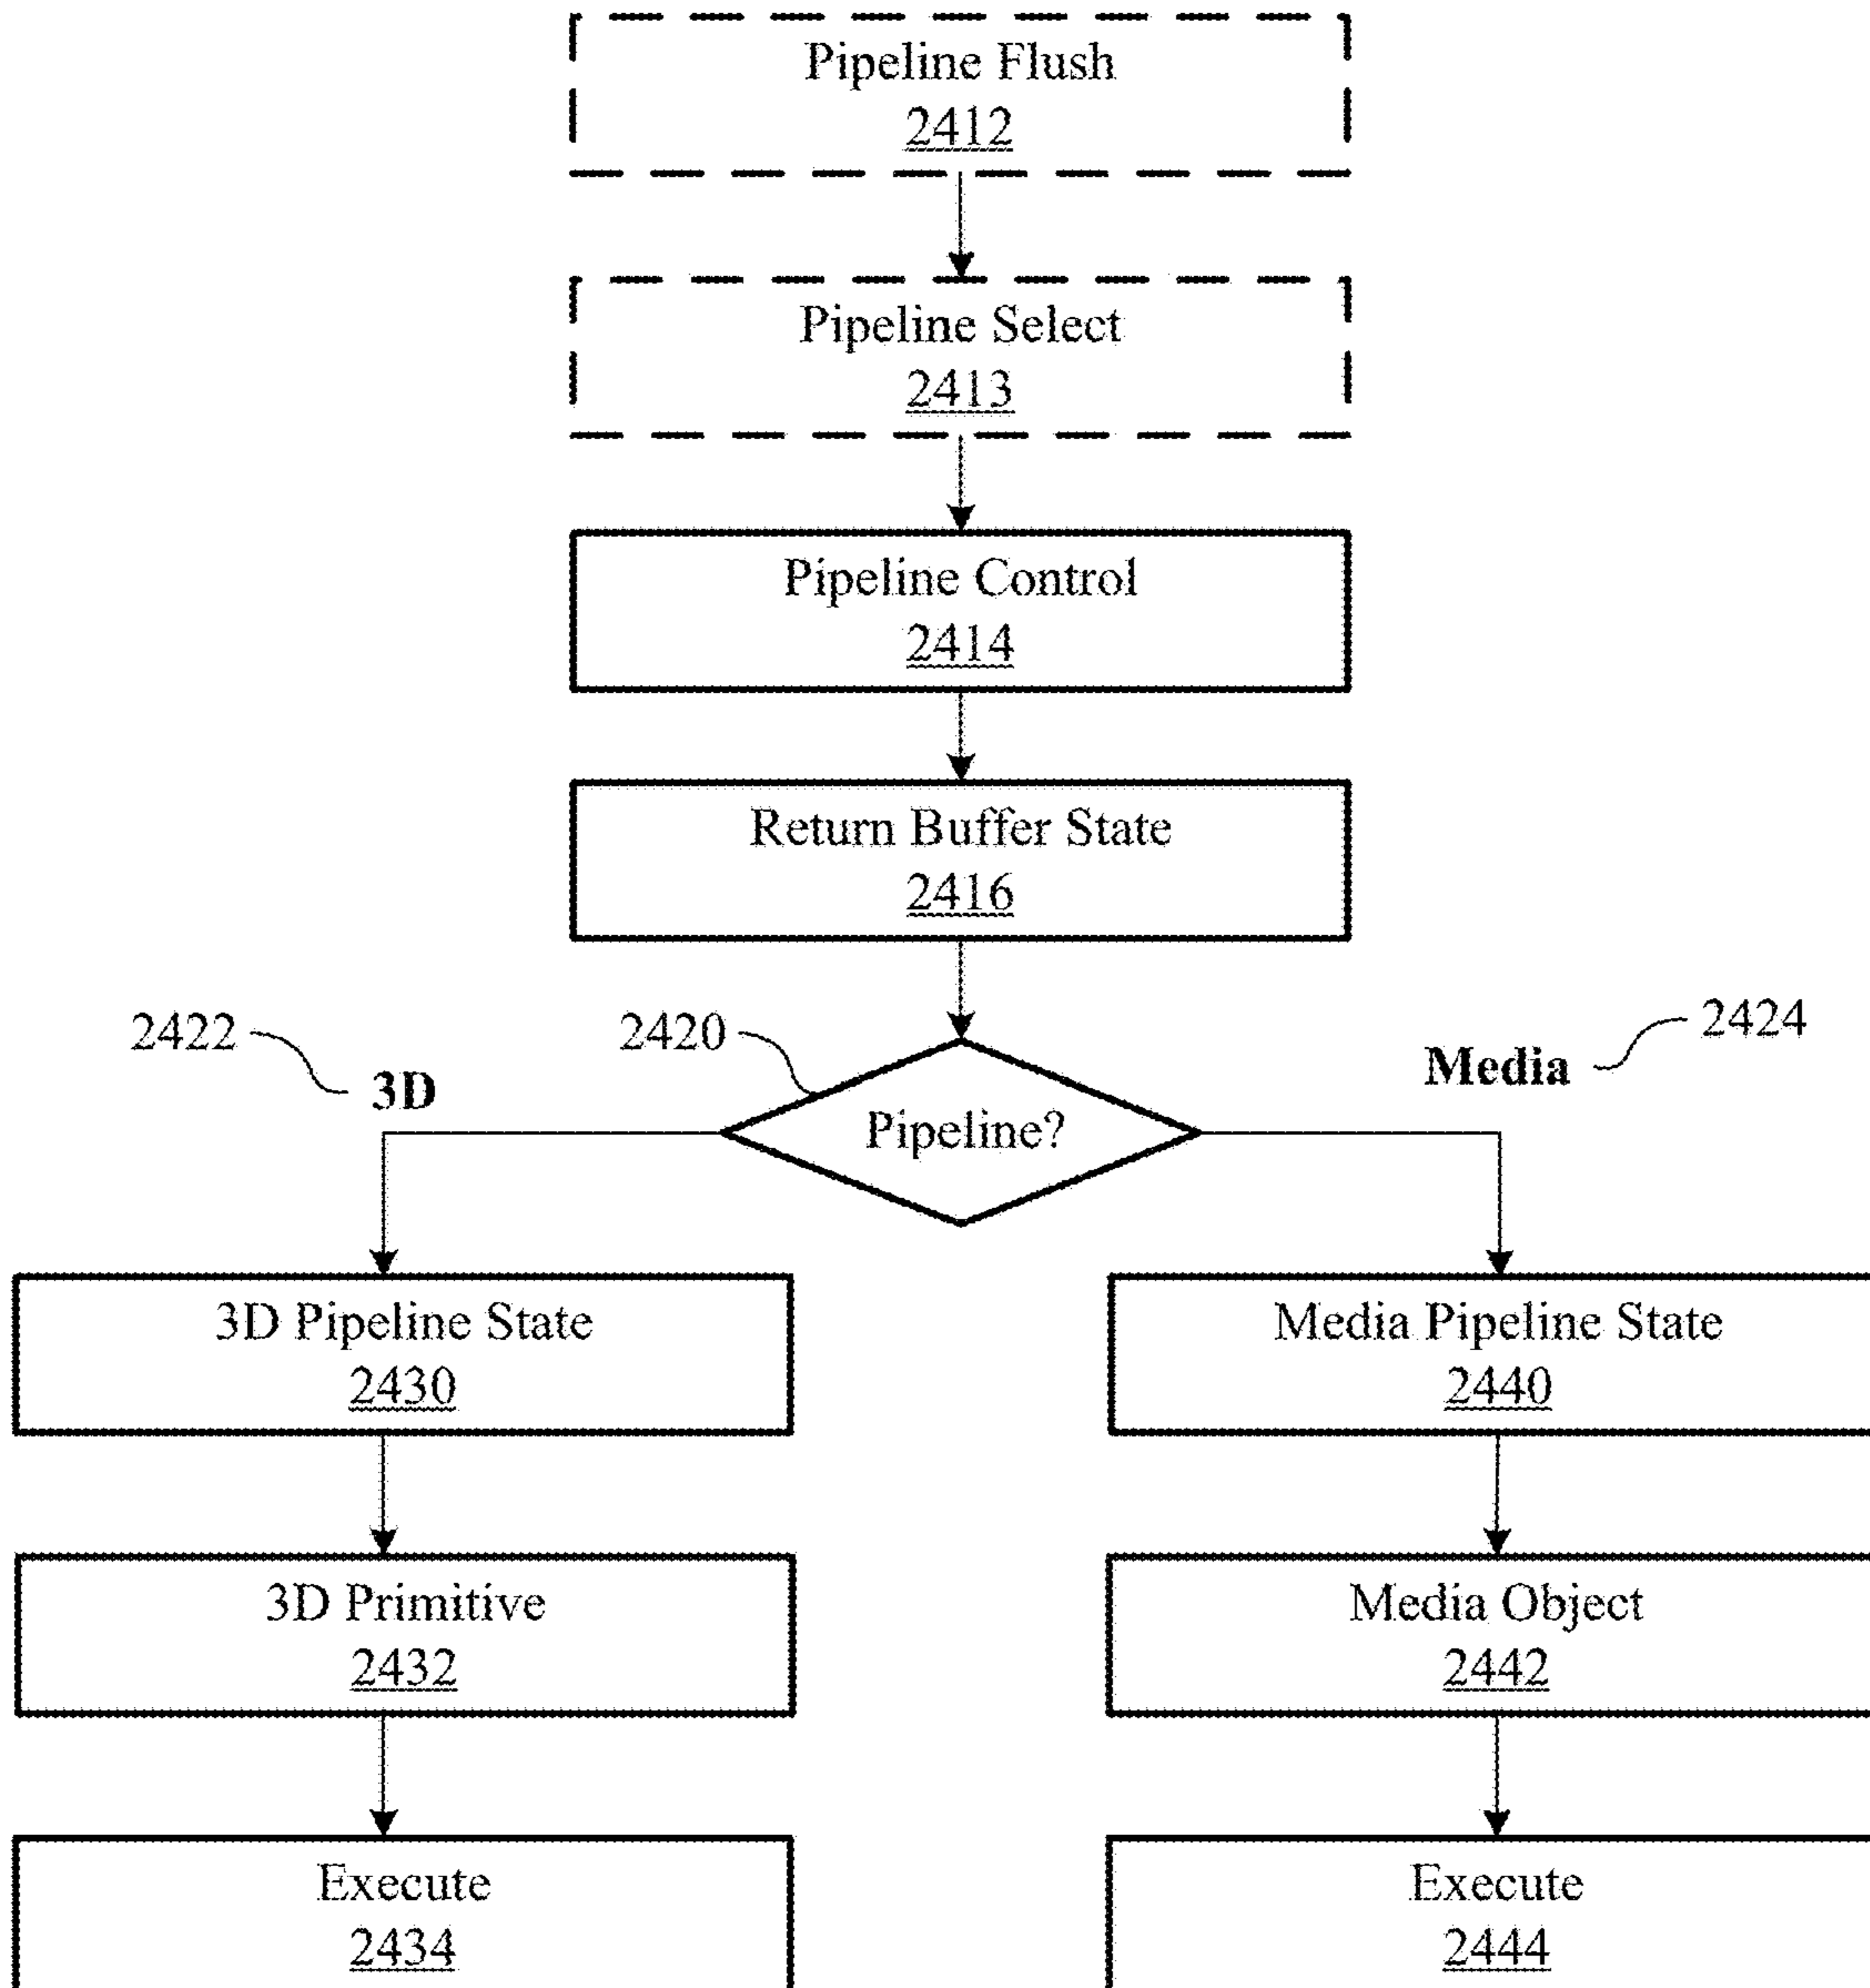 Pipeline Flush
2412
Pipeline Select
2413
Pipeline Control
2414
Return Buffer State
2416
2422
3D
2420
Pipeline?
Media
2424
3D Pipeline State
2430
Media Pipeline State
2440
3D Primitive
2432
Media Object
2442
Execute
2434
Execute
2444